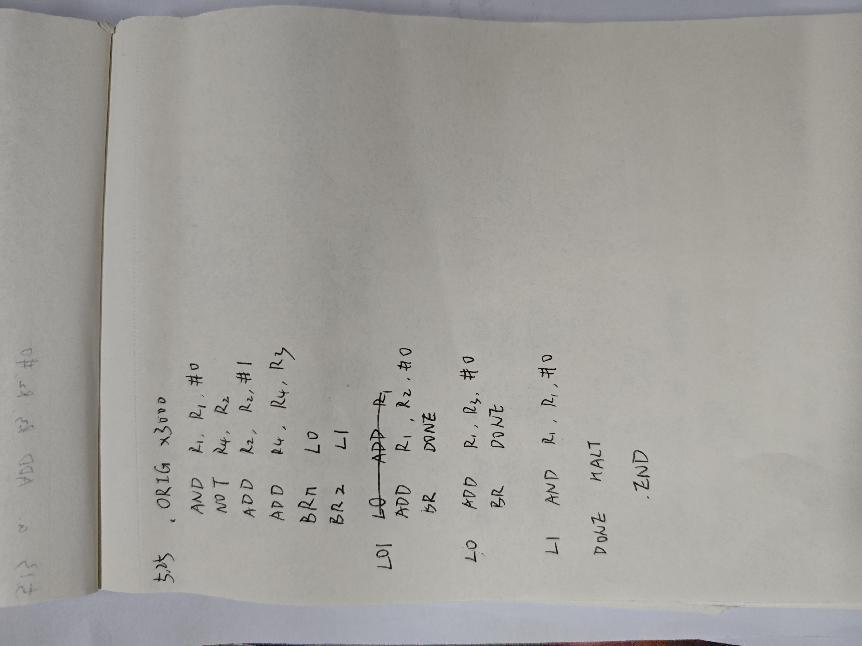 5.25 .ORIG x3000
AND R1, R1, #0
NOT R4, R2
ADD R2, R2, #1
ADD R4, R4, R3
BRn L0
BRz L1
L01 L0 ADD R1
ADD R1, R2, #0
BR DONE
L0 ADD R1, R3, #0
BR DONE
L1 AND R1, R1, #0
DONE HALT
.END